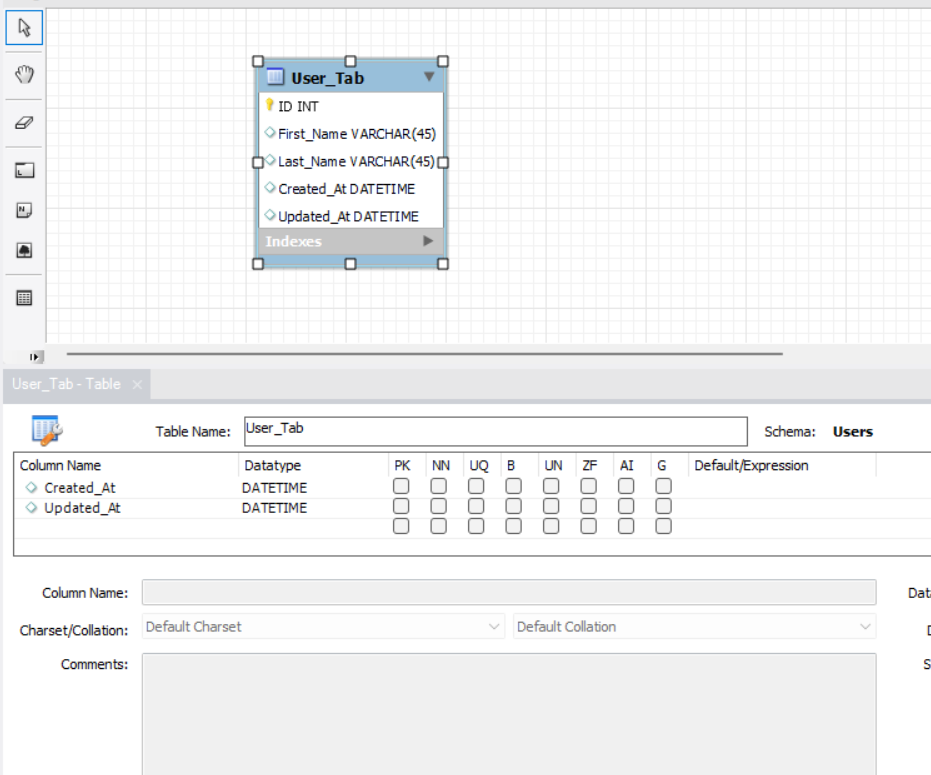 User_Tab
ID INT
First_Name VARCHAR(45)
Last_Name VARCHAR(45)
Created_At DATETIME
Updated_At DATETIME
Indexes
User_Tab - Table
Table Name: User_Tab Schema: Users
Column Name Datatype PK NN UQ B UN ZF AI G Default/Expression
Created_At DATETIME
Updated_At DATETIME
Column Name: Dat
Charset/Collation: Default Charset Default Collation D
Comments: S